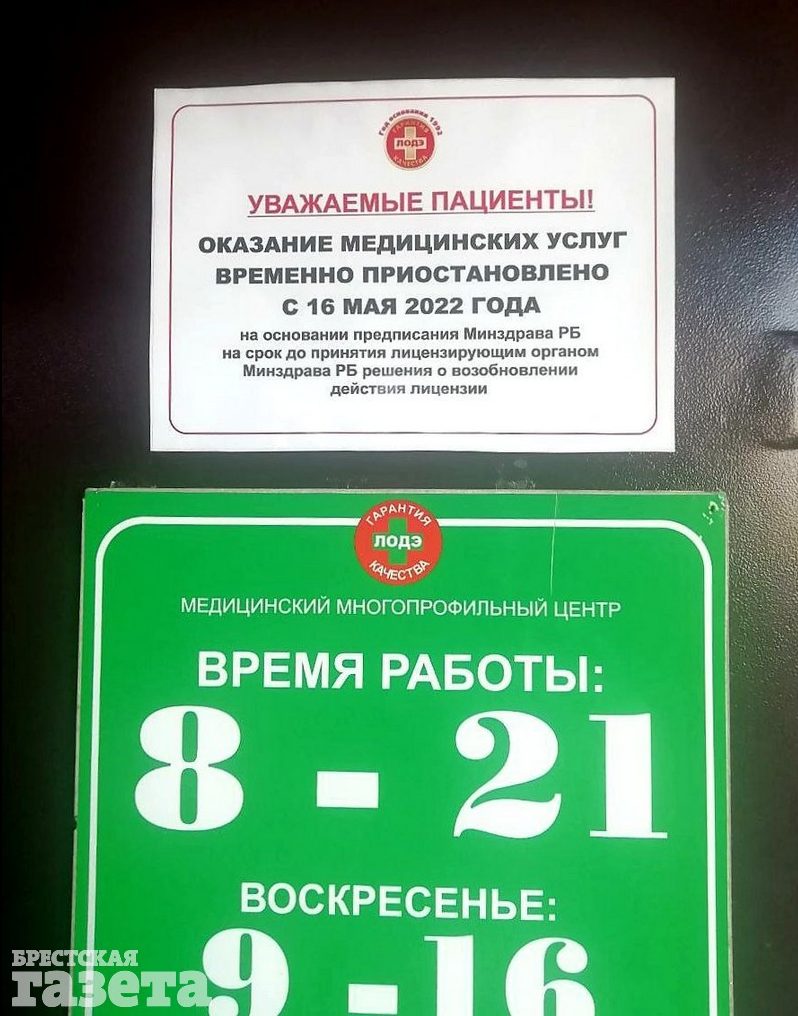 Год основания 1992
ГАРАНТИЯ
ЛОДЭ
КАЧЕСТВА
УВАЖАЕМЫЕ ПАЦИЕНТЫ!
ОКАЗАНИЕ МЕДИЦИНСКИХ УСЛУГ
ВРЕМЕННО ПРИОСТАНОВЛЕНО
С 16 МАЯ 2022 ГОДА
на основании предписания Минздрава РБ
на срок до принятия лицензирующим органом
Минздрава РБ решения о возобновлении
действия лицензии
ГАРАНТИЯ
ЛОДЭ
КАЧЕСТВА
МЕДИЦИНСКИЙ МНОГОПРОФИЛЬНЫЙ ЦЕНТР
ВРЕМЯ РАБОТЫ:
8 - 21
ВОСКРЕСЕНЬЕ:
9 - 16
БРЕСТСКАЯ
газета